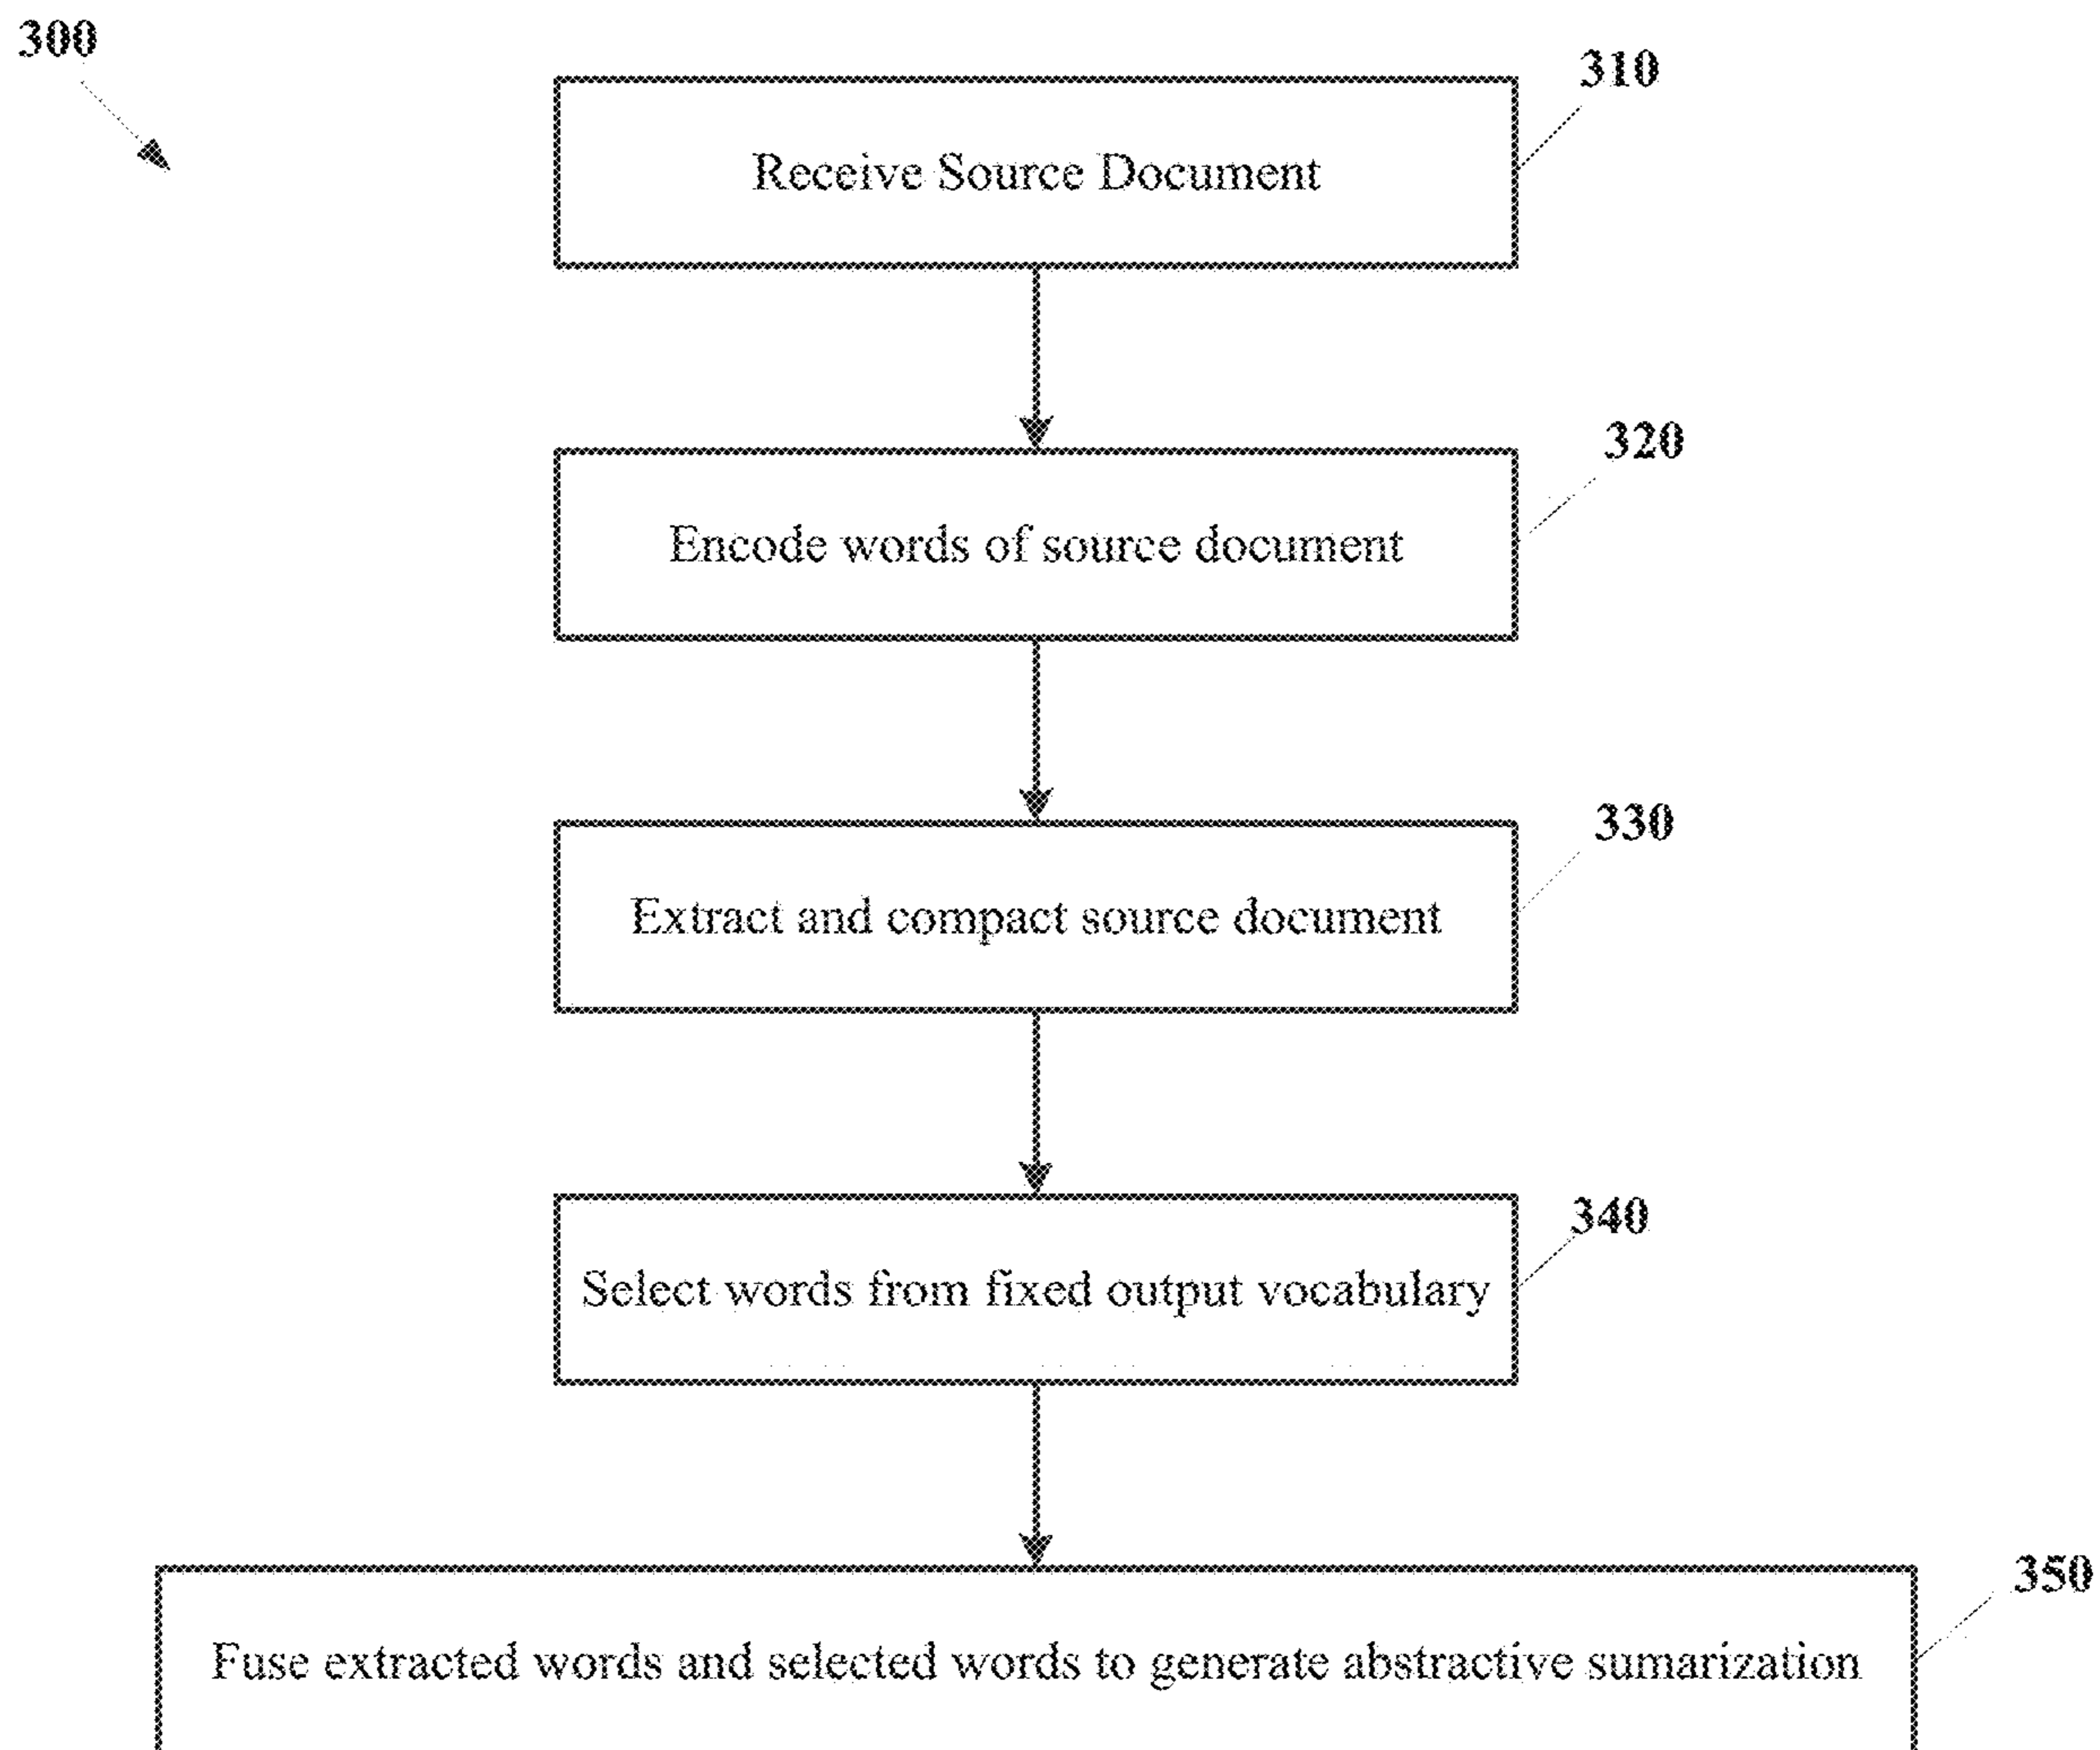 300
310
Receive Source Document
320
Encode words of source document
330
Extract and compact source document
340
Select words from fixed output vocabulary
350
Fuse extracted words and selected words to generate abstractive sumarization